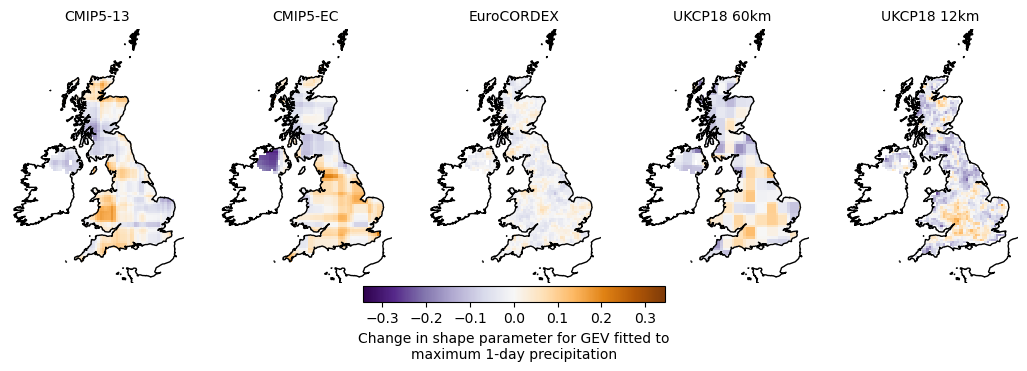 CMIP5-13
CMIP5-EC
EuroCORDEX
UKCP18 60km
UKCP18 12km
−0.3 −0.2 −0.1 0.0 0.1 0.2 0.3
Change in shape parameter for GEV fitted to
maximum 1-day precipitation